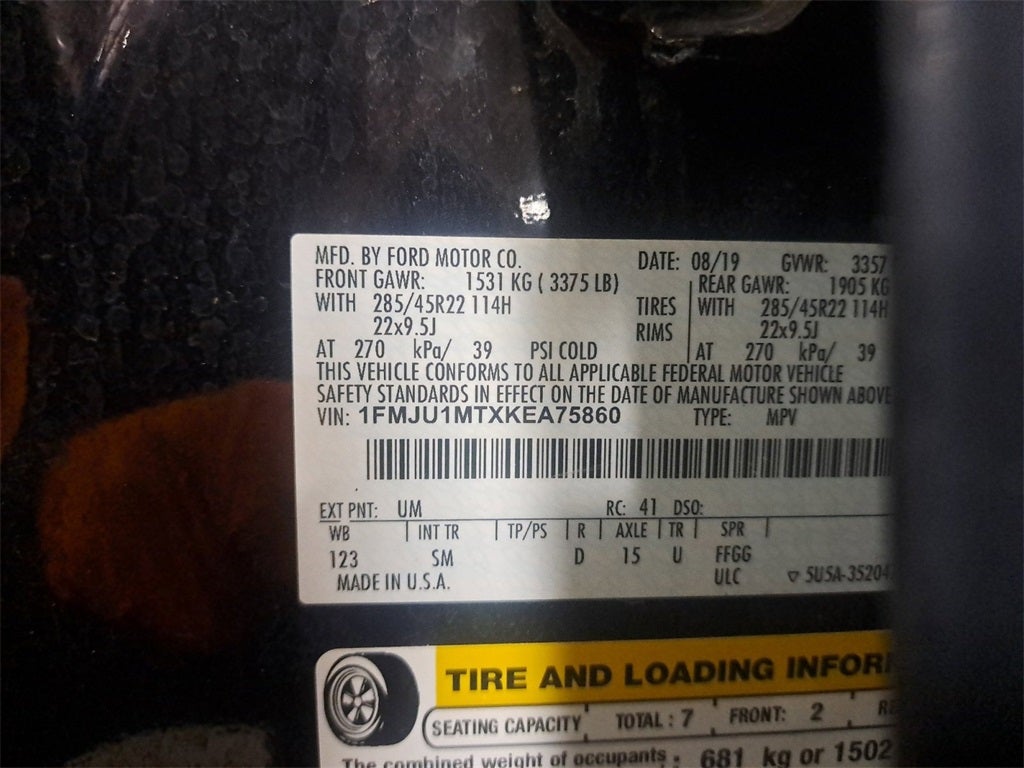 MFD. BY FORD MOTOR CO. DATE: 08/19 GVWR: 3357
FRONT GAWR: 1531 KG ( 3375 LB) REAR GAWR: 1905 KG
WITH 285/45R22 114H TIRES WITH 285/45R22 114H
22x9.5J RIMS 22x9.5J
AT 270 kPa/ 39 PSI COLD AT 270 kPa/ 39
THIS VEHICLE CONFORMS TO ALL APPLICABLE FEDERAL MOTOR VEHICLE
SAFETY STANDARDS IN EFFECT ON THE DATE OF MANUFACTURE SHOWN ABOVE
VIN: 1FMJU1MTXKEA75860 TYPE: MPV
EXT PNT: UM RC: 41 DSO:
WB INT TR TP/PS R AXLE TR SPR
123 SM D 15 U FFGG
MADE IN U.S.A. ULC 5U5A-35204
TIRE AND LOADING INFOR
SEATING CAPACITY TOTAL : 7 FRONT: 2 RE
The combined weight of occupants : 681 kg or 1502